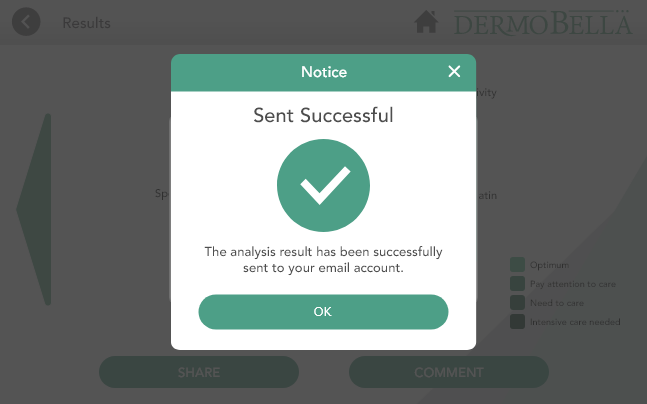 Results
DERMOBELLA
Notice
Sent Successful
The analysis result has been successfully
sent to your email account.
OK
Optimum
Pay attention to care
Need to care
Intensive care needed
SHARE
COMMENT